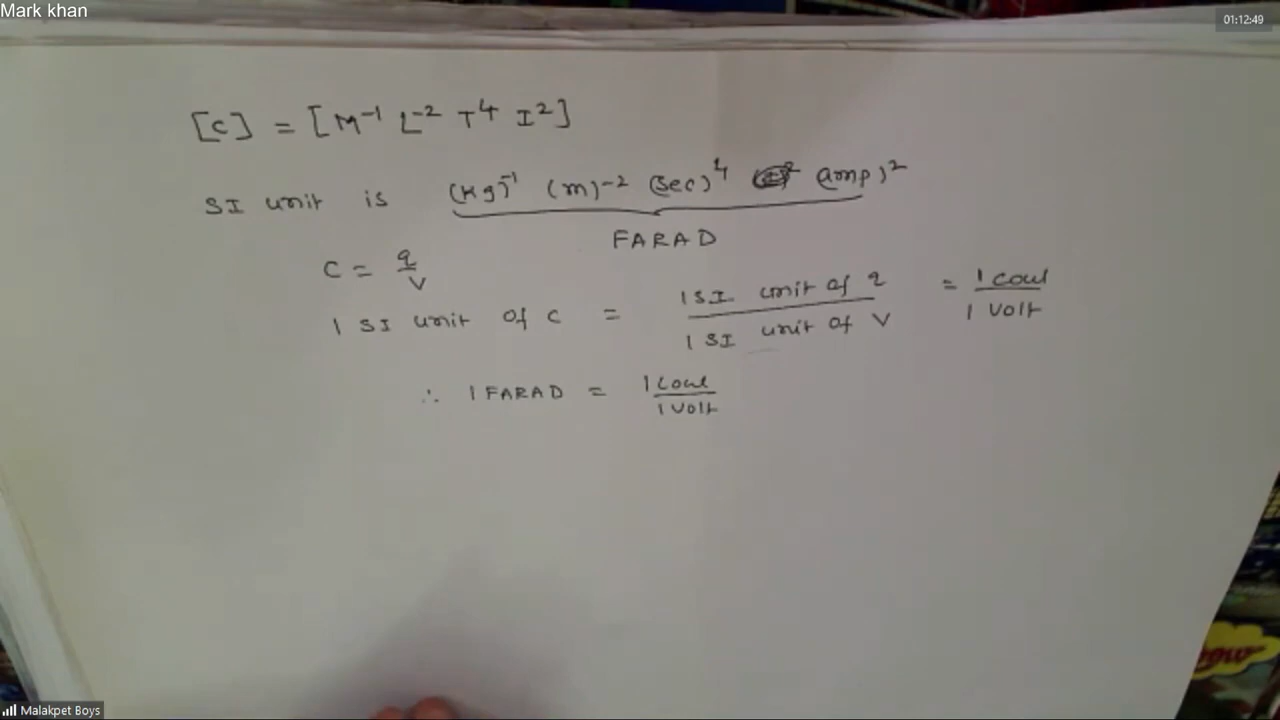 Mark khan
01:12:49
[C] = [M⁻¹ L⁻² T⁴ I²]
SI unit is (kg)⁻¹ (m)⁻² (sec)⁴ (amp)²
FARAD
C = q/V
1 SI unit of C = 1 SI unit of q / 1 SI unit of V = 1 coul / 1 volt
∴ 1 FARAD = 1 coul / 1 volt
Malakpet Boys